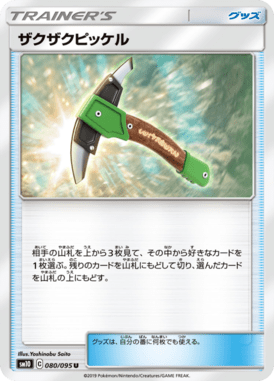 TRAINER'S
グッズ
ザクザクピッケル
相手の山札を上から3枚見て、その中から好きなカードを
1枚選ぶ。残りのカードを山札にもどして切り、選んだカード
を山札の上にもどす。
Illus. Yoshinobu Saito
sm10 C 080/095 U
グッズは、自分の番に何枚でも使える。
©2019 Pokémon/Nintendo/Creatures/GAME FREAK.